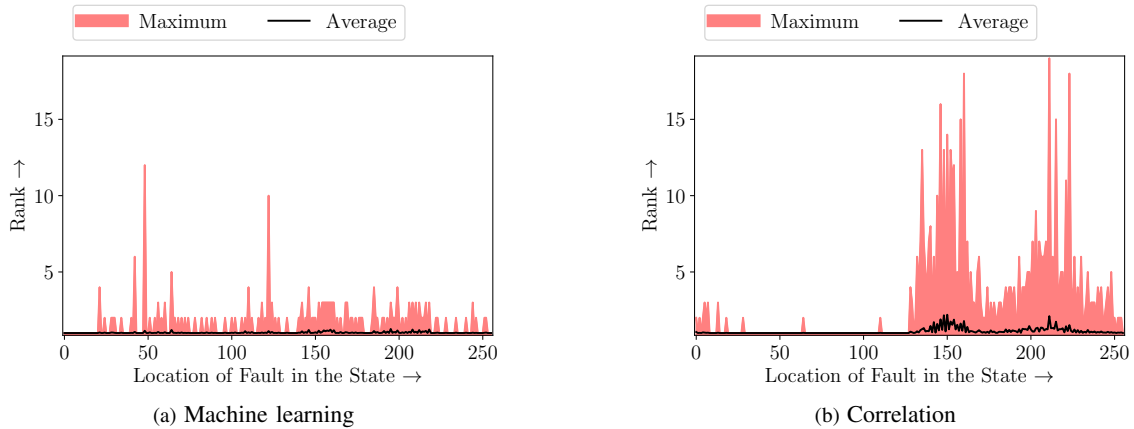 Maximum Average
Rank →
15
10
5
0 50 100 150 200 250
Location of Fault in the State →
(a) Machine learning
Maximum Average
Rank →
15
10
5
0 50 100 150 200 250
Location of Fault in the State →
(b) Correlation